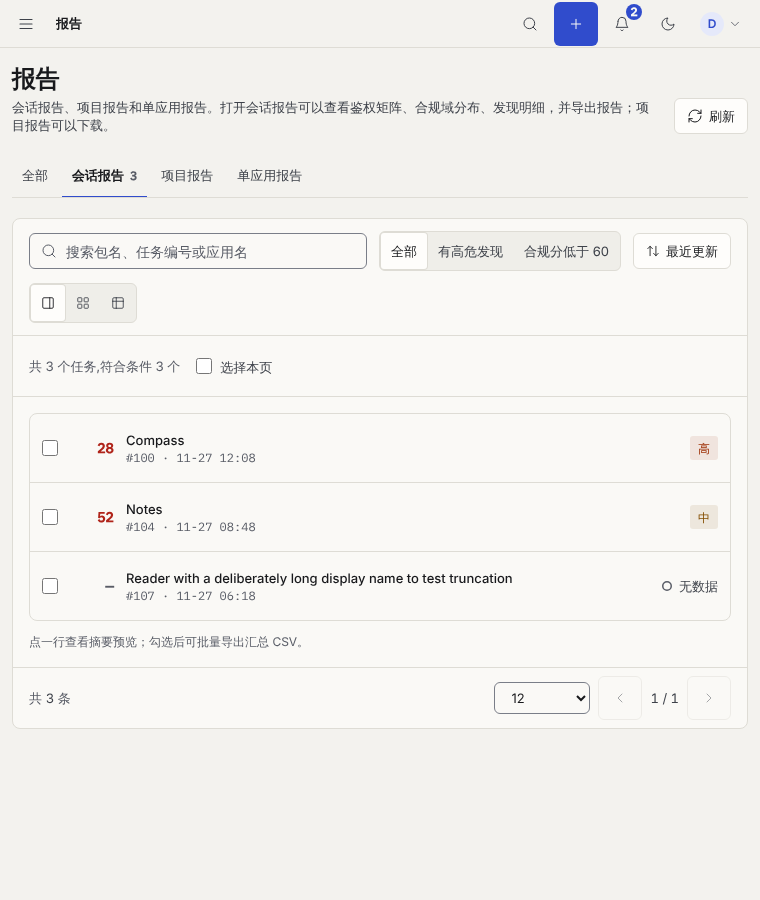 报告
2
D
报告
会话报告、项目报告和单应用报告。打开会话报告可以查看鉴权矩阵、合规域分布、发现明细，并导出报告；项
目报告可以下载。
刷新
全部 会话报告 3 项目报告 单应用报告
搜索包名、任务编号或应用名
全部 有高危发现 合规分低于 60
最近更新
共 3 个任务,符合条件 3 个 选择本页
28 Compass 高
#100 · 11-27 12:08
52 Notes 中
#104 · 11-27 08:48
– Reader with a deliberately long display name to test truncation 无数据
#107 · 11-27 06:18
点一行查看摘要预览；勾选后可批量导出汇总 CSV。
共 3 条 12 1 / 1